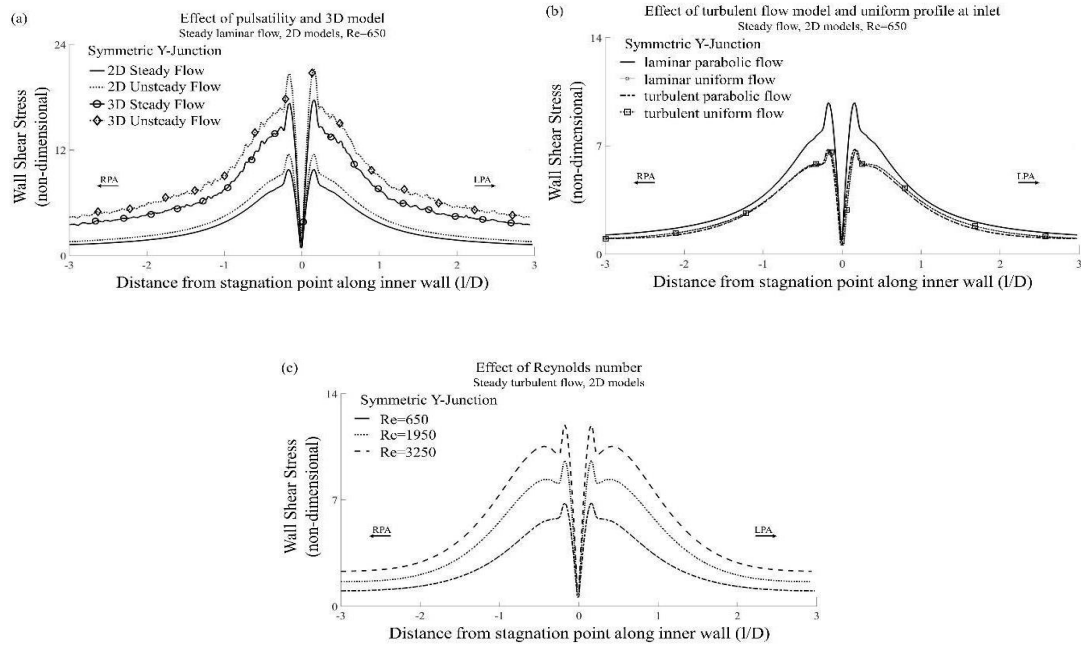 (a)
Effect of pulsatility and 3D model
Steady laminar flow, 2D models, Re=650
24
Symmetric Y-Junction
2D Steady Flow
2D Unsteady Flow
3D Steady Flow
3D Unsteady Flow
Wall Shear Stress
(non-dimensional)
12
RPA
LPA
0
-3
-2
-1
0
1
2
3
Distance from stagnation point along inner wall (l/D)
(b)
Effect of turbulent flow model and uniform profile at inlet
Steady flow, 2D models, Re=650
14
Symmetric Y-Junction
laminar parabolic flow
laminar uniform flow
turbulent parabolic flow
turbulent uniform flow
Wall Shear Stress
(non-dimensional)
7
RPA
LPA
0
-3
-2
-1
0
1
2
3
Distance from stagnation point along inner wall (l/D)
(c)
Effect of Reynolds number
Steady turbulent flow, 2D models
14
Symmetric Y-Junction
Re=650
Re=1950
Re=3250
Wall Shear Stress
(non-dimensional)
7
RPA
LPA
0
-3
-2
-1
0
1
2
3
Distance from stagnation point along inner wall (l/D)